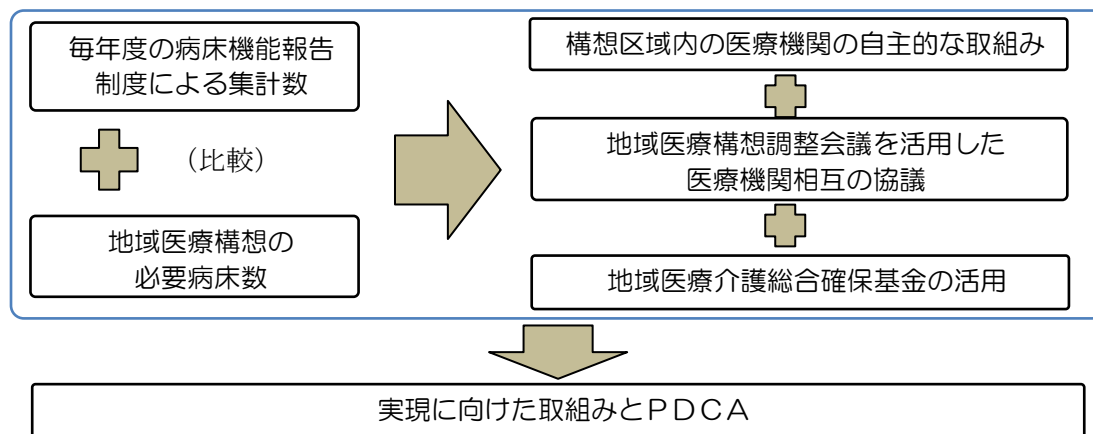 毎年度の病床機能報告
制度による集計数
（比較）
地域医療構想の
必要病床数
構想区域内の医療機関の自主的な取組み
地域医療構想調整会議を活用した
医療機関相互の協議
地域医療介護総合確保基金の活用
実現に向けた取組みとＰＤＣＡ